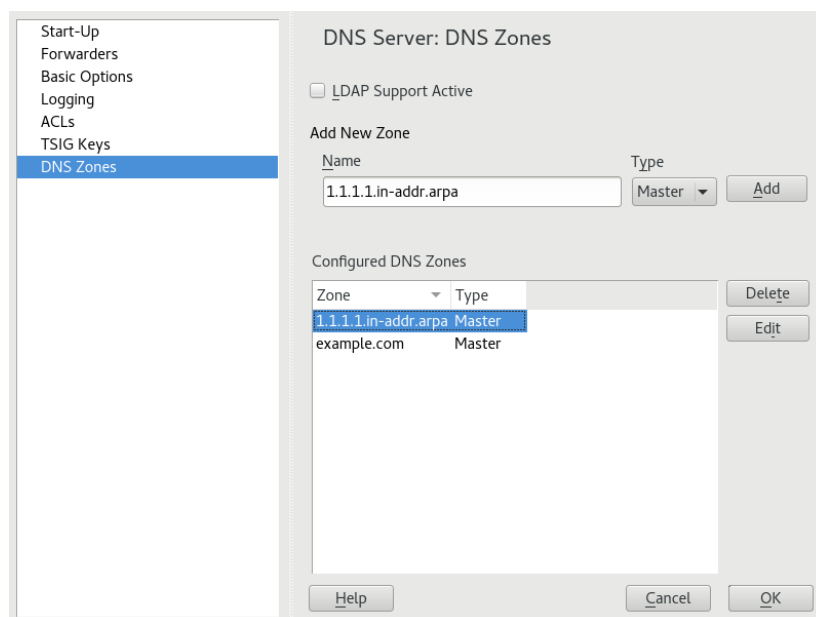 Start-Up
Forwarders
Basic Options
Logging
ACLs
TSIG Keys
DNS Zones
DNS Server: DNS Zones
LDAP Support Active
Add New Zone
Name Type
1.1.1.1.in-addr.arpa Master Add
Configured DNS Zones
Zone Type Delete
1.1.1.1.in-addr.arpa Master Edit
example.com Master
Help Cancel OK